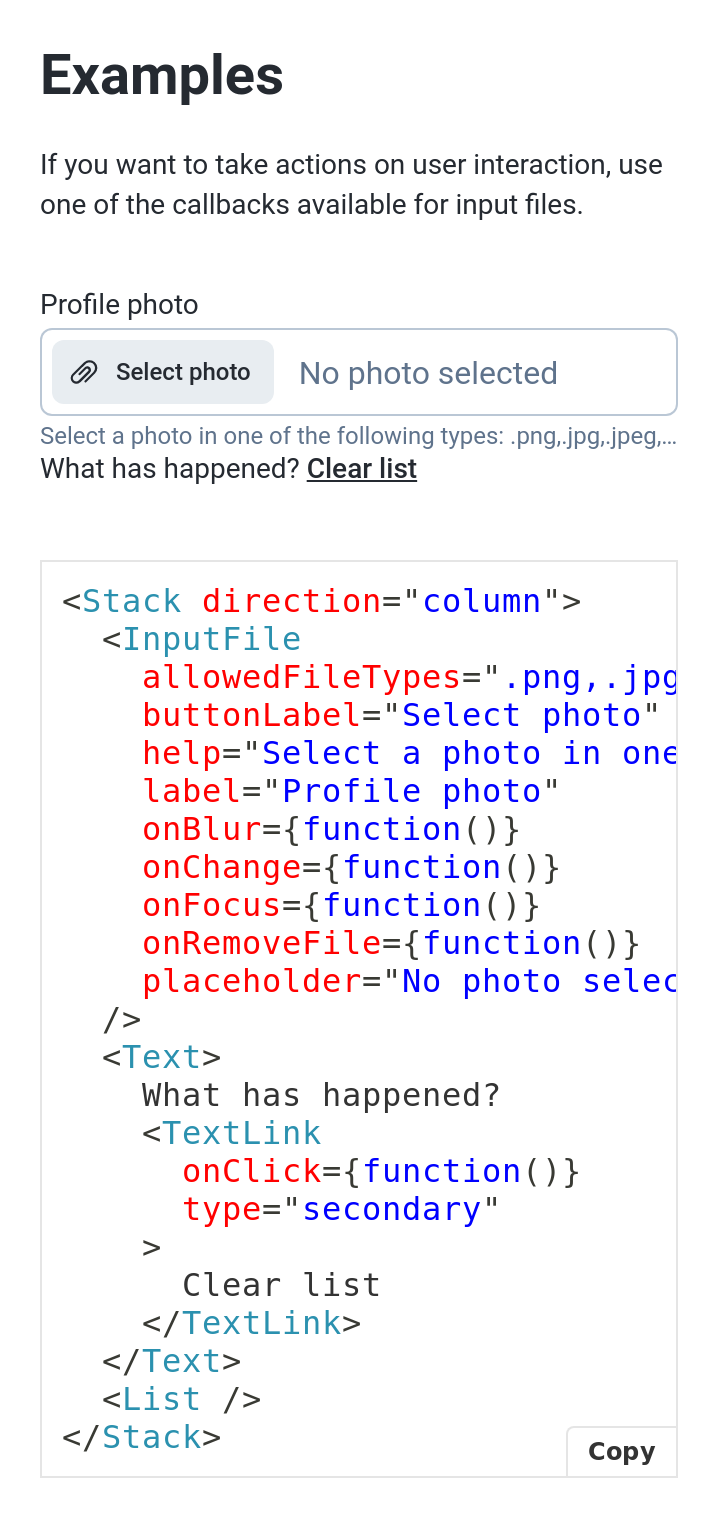 Examples
If you want to take actions on user interaction, use
one of the callbacks available for input files.
Profile photo
Select photo No photo selected
Select a photo in one of the following types: .png,.jpg,.jpeg,…
What has happened? Clear list
<Stack direction="column">
  <InputFile
    allowedFileTypes=".png,.jpg
    buttonLabel="Select photo"
    help="Select a photo in one
    label="Profile photo"
    onBlur={function()}
    onChange={function()}
    onFocus={function()}
    onRemoveFile={function()}
    placeholder="No photo selec
  />
  <Text>
    What has happened?
    <TextLink
      onClick={function()}
      type="secondary"
    >
      Clear list
    </TextLink>
  </Text>
  <List />
</Stack>
Copy